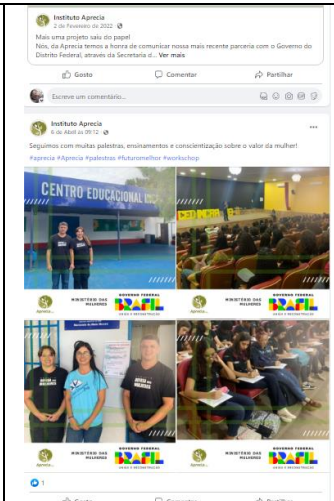 Instituto Aprecia
2 de Fevereiro de 2022
Mais uma projeto saiu do papel
Nós, da Aprecia temos a honra de comunicar nossa mais recente parceria com o Governo do
Distrito Federal, através da Secretaria d... Ver mais
Gosto Comentar Partilhar
Escreve um comentário...
Instituto Aprecia
6 de Abril às 09:12
Seguimos com muitas palestras, ensinamentos e conscientização sobre o valor da mulher!
#aprecia #Aprecia #palestras #futuromelhor #workschop
CENTRO EDUCACIONAL
Aprecia
MINISTÉRIO DAS
MULHERES
GOVERNO FEDERAL
BRASIL
UNIÃO E RECONSTRUÇÃO
Aprecia
MINISTÉRIO DAS
MULHERES
GOVERNO FEDERAL
BRASIL
UNIÃO E RECONSTRUÇÃO
Aprecia
MINISTÉRIO DAS
MULHERES
GOVERNO FEDERAL
BRASIL
UNIÃO E RECONSTRUÇÃO
Aprecia
MINISTÉRIO DAS
MULHERES
GOVERNO FEDERAL
BRASIL
UNIÃO E RECONSTRUÇÃO
1
Gosto Comentar Partilhar